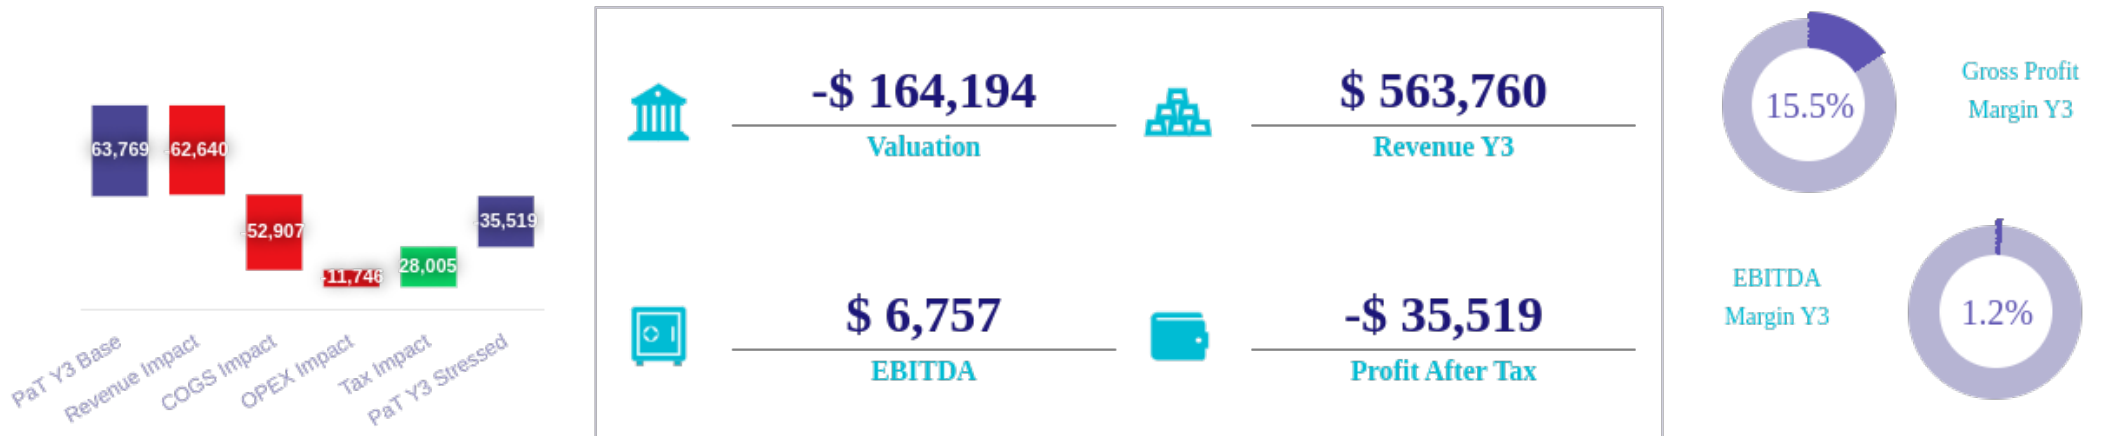 63,769
-62,640
-52,907
-11,746
28,005
-35,519
PaT Y3 Base
Revenue Impact
COGS Impact
OPEX Impact
Tax Impact
PaT Y3 Stressed
-$ 164,194
Valuation
$ 563,760
Revenue Y3
$ 6,757
EBITDA
-$ 35,519
Profit After Tax
15.5%
Gross Profit
Margin Y3
EBITDA
Margin Y3
1.2%